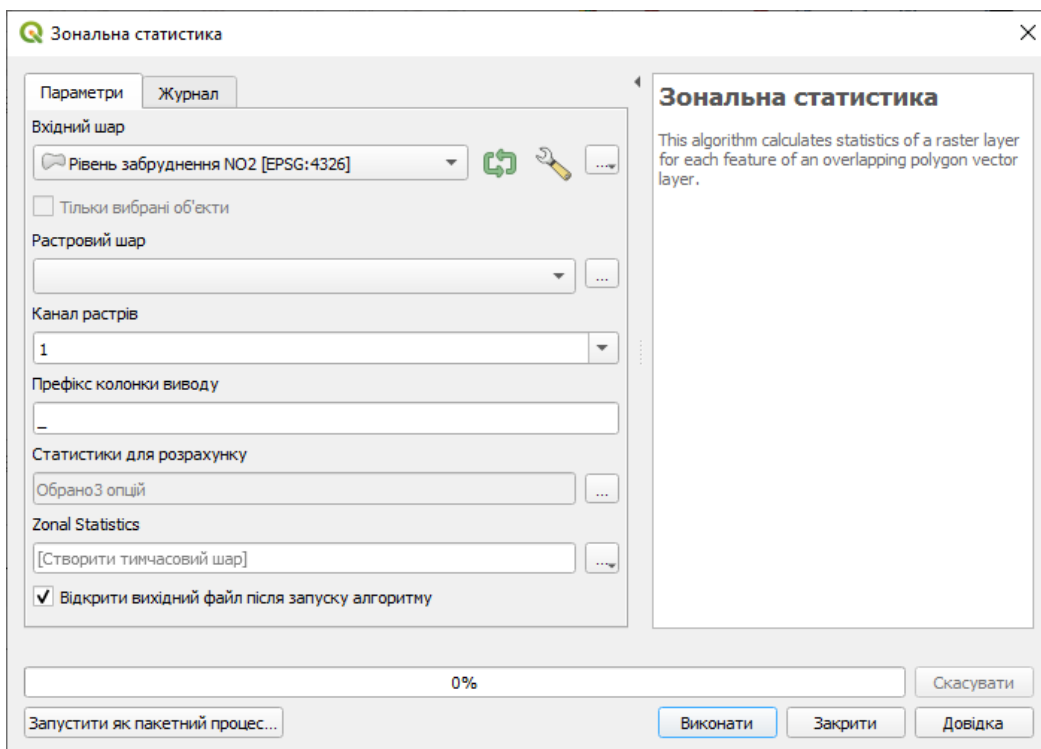 Зональна статистика
Параметри
Журнал
Вхідний шар
Рівень забруднення NO2 [EPSG:4326]
...
Тільки вибрані об'єкти
Растровий шар
...
Канал растрів
1
Префікс колонки виводу
_
Статистики для розрахунку
Обрано3 опцій
...
Zonal Statistics
[Створити тимчасовий шар]
...
Відкрити вихідний файл після запуску алгоритму
Зональна статистика
This algorithm calculates statistics of a raster layer
for each feature of an overlapping polygon vector
layer.
0%
Скасувати
Запустити як пакетний процес...
Виконати
Закрити
Довідка